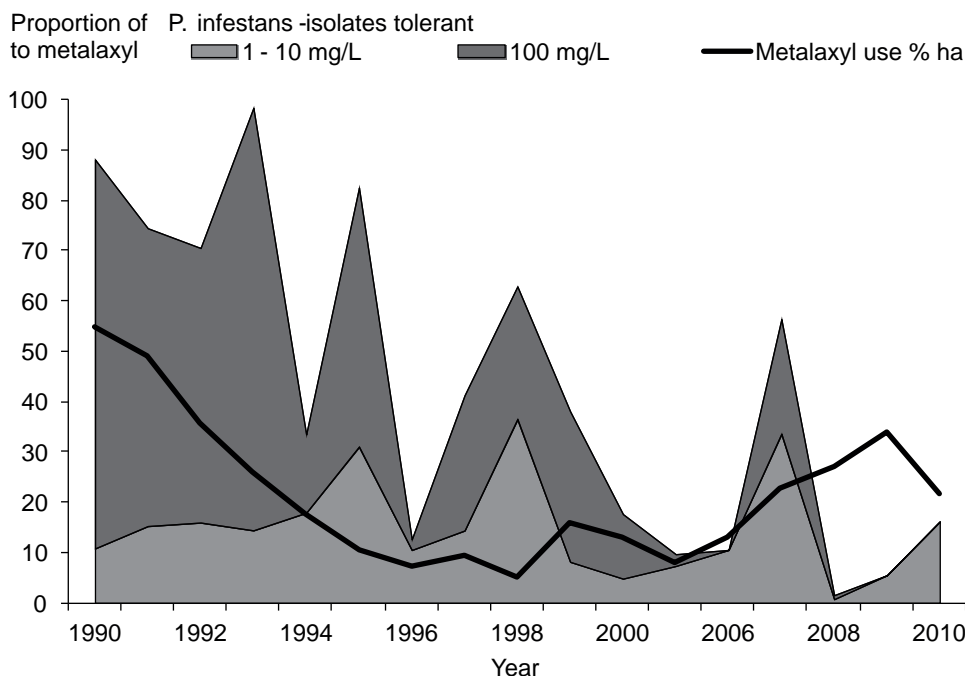 Proportion of P. infestans -isolates tolerant
to metalaxyl 1 - 10 mg/L 100 mg/L Metalaxyl use % ha
100
90
80
70
60
50
40
30
20
10
0
1990 1992 1994 1996 1998 2000 2006 2008 2010
Year